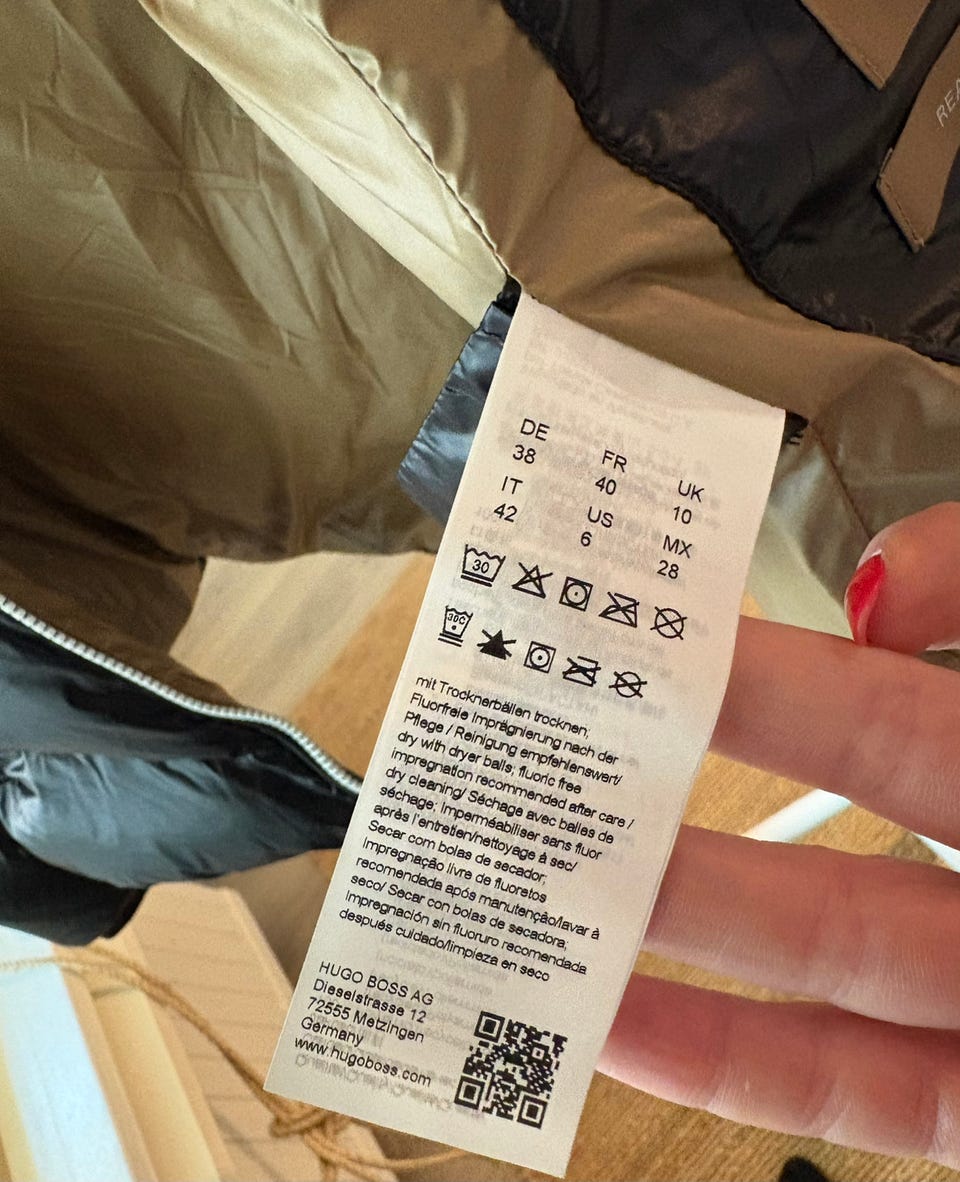 REA
DE
38
FR
40
UK
10
IT
42
US
6
MX
28
30
30C
mit Trocknerbällen trocknen;
Fluorfreie Imprägnierung nach der
Pflege / Reinigung empfehlenswert/
dry with dryer balls; fluoric free
impregnation recommended after care /
dry cleaning/ Séchage avec balles de
séchage; Imperméabiliser sans fluor
après l'entretien/nettoyage à sec/
Secar com bolas de secador;
Impregnação livre de fluoretos
recomendada após manutenção/lavar à
seco/ Secar con bolas de secadora;
Impregnación sin fluoruro recomendada
después cuidado/limpieza en seco
HUGO BOSS AG
Dieselstrasse 12
72555 Metzingen
Germany
www.hugoboss.com